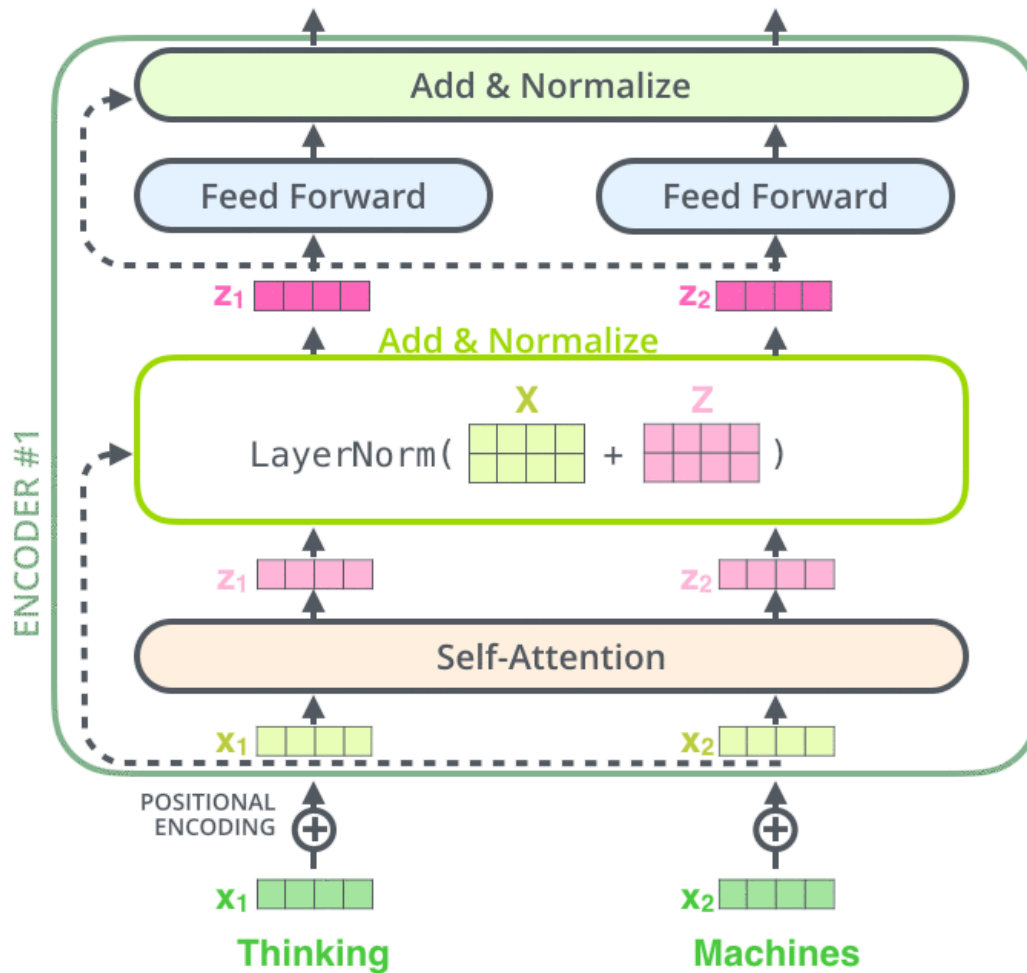 Add & Normalize
Feed Forward Feed Forward
z₁ z₂
Add & Normalize
X Z
LayerNorm( + )
ENCODER #1
z₁ z₂
Self-Attention
x₁ x₂
POSITIONAL
ENCODING
x₁ x₂
Thinking Machines